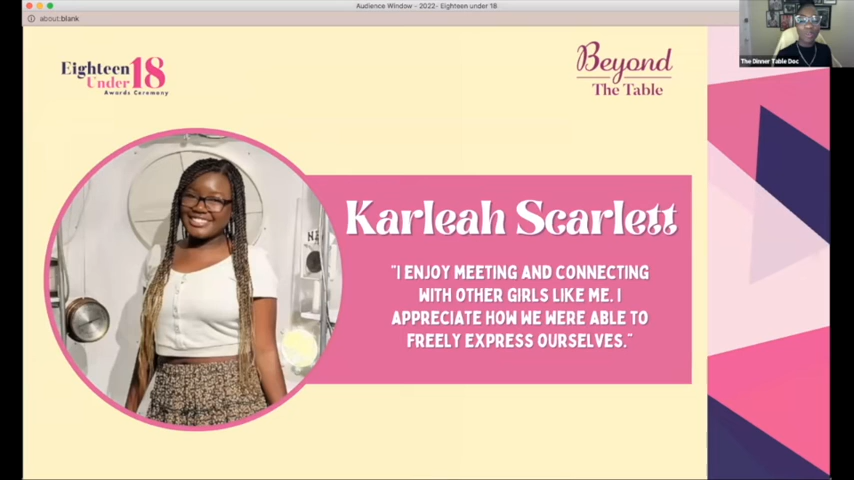 Audience Window - 2022- Eighteen under 18
about:blank
The Dinner Table Doc
Eighteen
Under
18
Awards Ceremony
Beyond
The Table
Karleah Scarlett
"I ENJOY MEETING AND CONNECTING
WITH OTHER GIRLS LIKE ME. I
APPRECIATE HOW WE WERE ABLE TO
FREELY EXPRESS OURSELVES."